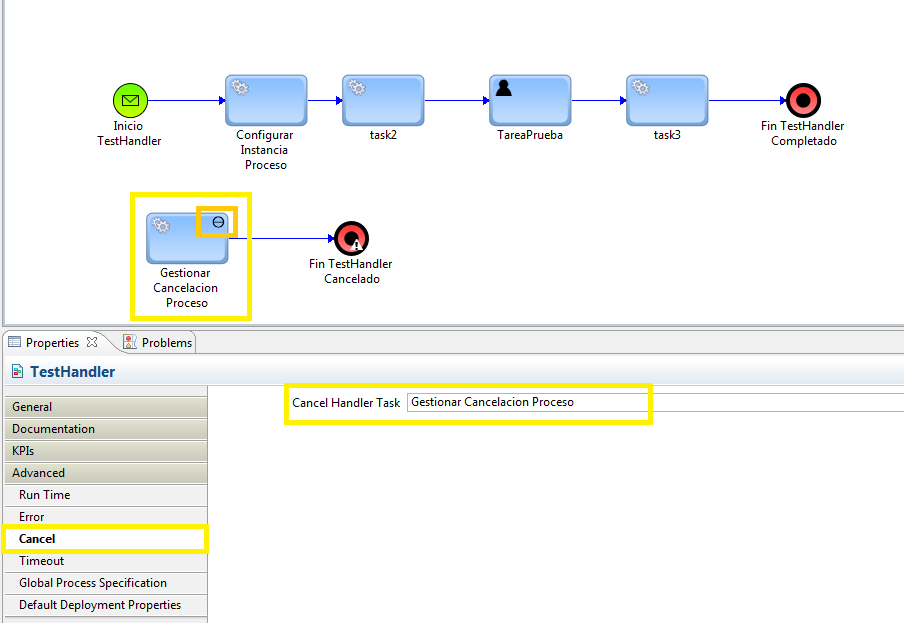 Inicio
TestHandler
Configurar
Instancia
Proceso
task2
TareaPrueba
task3
Fin TestHandler
Completado
Gestionar
Cancelacion
Proceso
Fin TestHandler
Cancelado
Properties
Problems
TestHandler
General
Documentation
KPIs
Advanced
Run Time
Error
Cancel
Timeout
Global Process Specification
Default Deployment Properties
Cancel Handler Task Gestionar Cancelacion Proceso